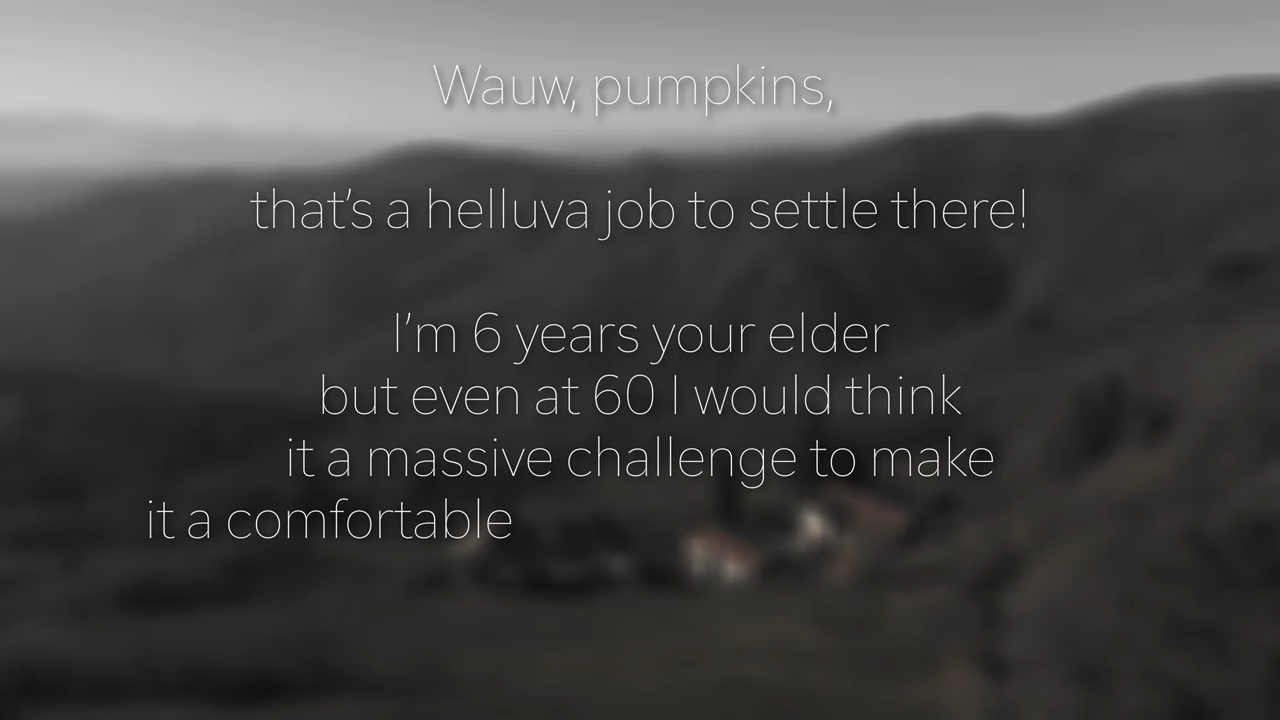 Wauw, pumpkins,
that’s a helluva job to settle there!
I’m 6 years your elder
but even at 60 I would think
it a massive challenge to make
it a comfortable